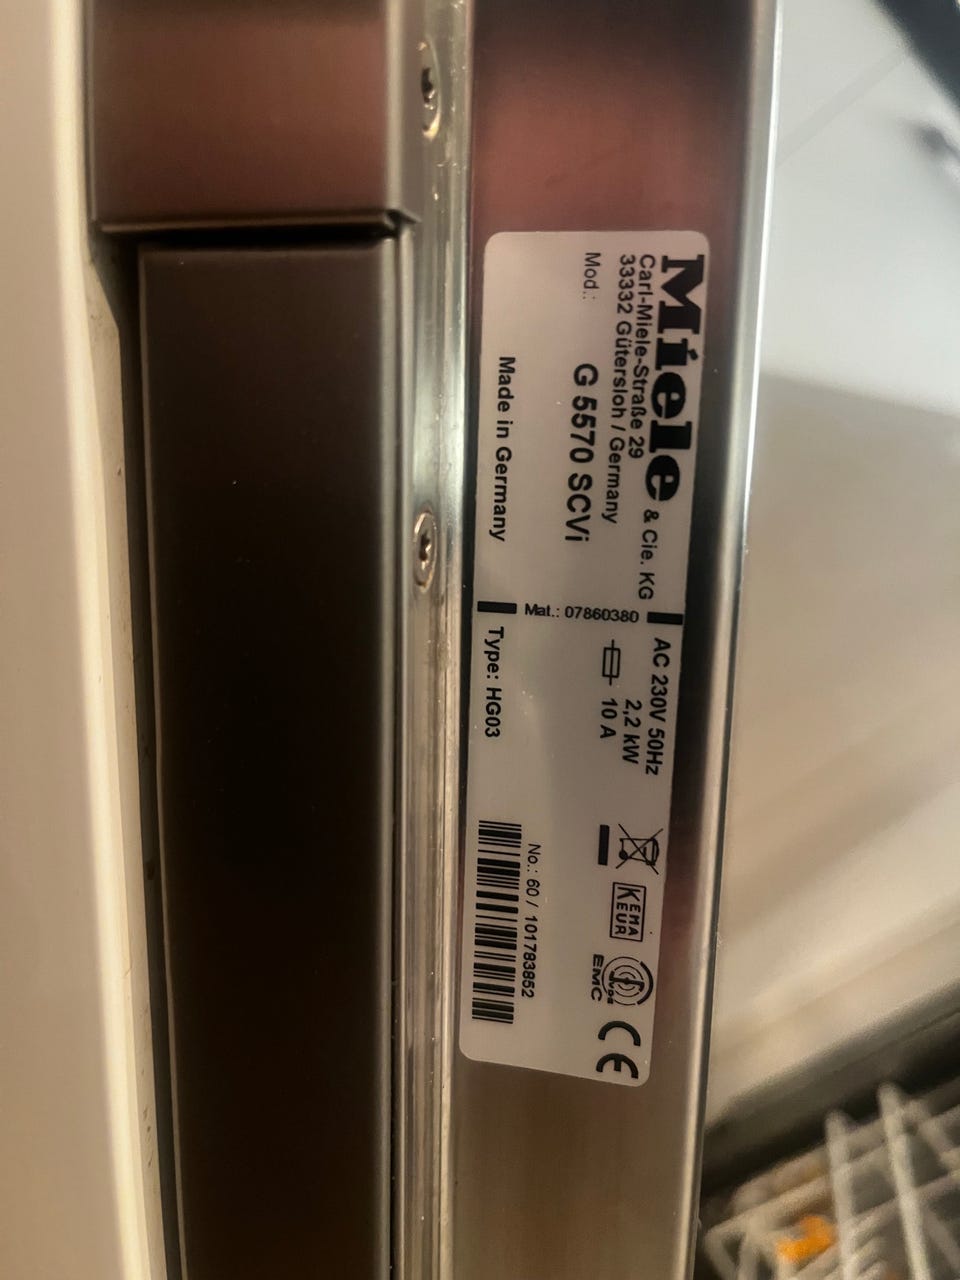 Miele & Cie. KG
Carl-Miele-Straße 29
33332 Gütersloh / Germany
Mod.: G 5570 SCVi
Made in Germany
Mat.: 07860380
AC 230V 50Hz
2,2 kW
10 A
Type: HG03
No.: 60 / 101783852
KEMA
KEUR
VDE
EMC
CE